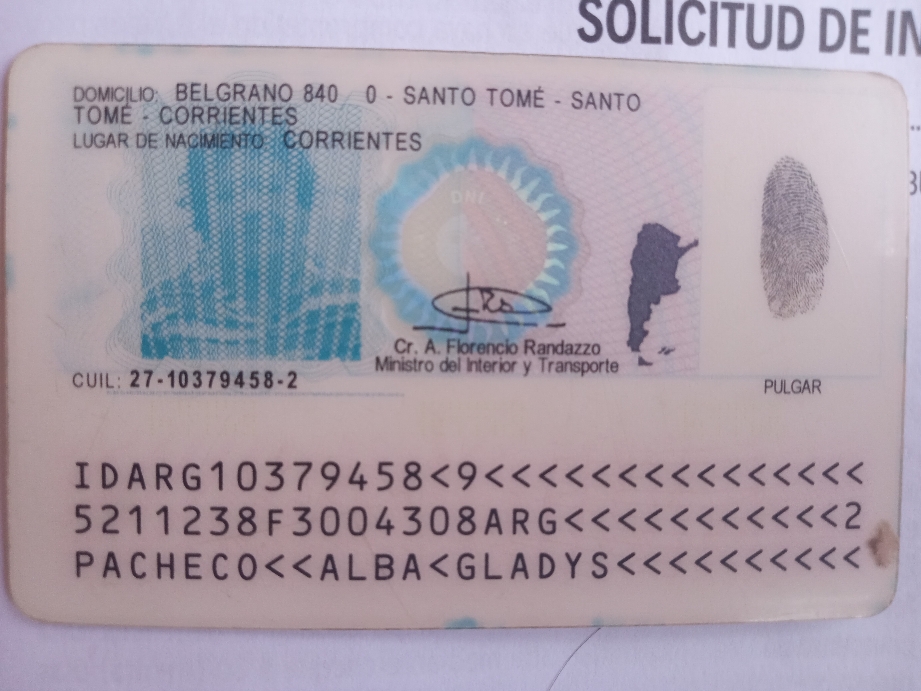 SOLICITUD DE IN
DOMICILIO: BELGRANO 840 0 - SANTO TOMÉ - SANTO
TOMÉ - CORRIENTES
LUGAR DE NACIMIENTO CORRIENTES
DNI
Cr. A. Florencio Randazzo
Ministro del Interior y Transporte
CUIL: 27-10379458-2
PULGAR
IDARG10379458<9<<<<<<<<<<<<<<<
5211238F3004308ARG<<<<<<<<<<<2
PACHECO<<ALBA<GLADYS<<<<<<<<<<